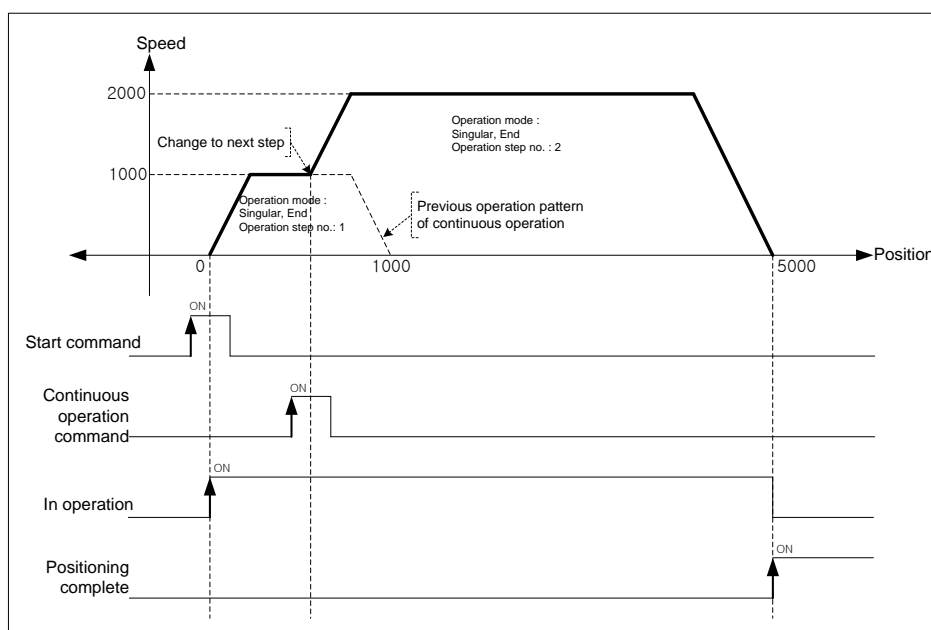 Speed
2000
Operation mode :
Singular, End
Operation step no. : 2
Change to next step
1000
Operation mode :
Singular, End
Operation step no.: 1
Previous operation pattern
of continuous operation
Position
0
1000
5000
ON
Start command
ON
Continuous
operation
command
ON
In operation
ON
Positioning
complete